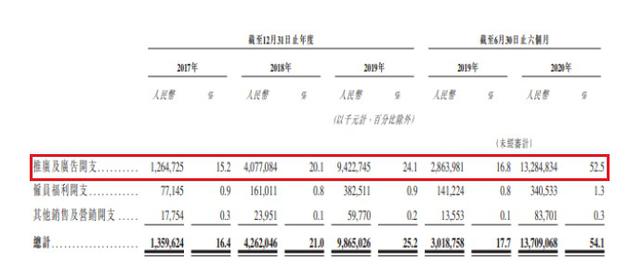 截至12月31日止年度 截至6月30日止六個月
2017年 2018年 2019年 2019年 2020年
人民幣 % 人民幣 % 人民幣 % 人民幣 % 人民幣 %
(以千元計，百分比除外)
(未經審計)
推廣及廣告開支.......... 1,264,725 15.2 4,077,084 20.1 9,422,745 24.1 2,863,981 16.8 13,284,834 52.5
僱員福利開支............ 77,145 0.9 161,011 0.8 382,511 0.9 141,224 0.8 340,533 1.3
其他銷售及營銷開支 ..... 17,754 0.3 23,951 0.1 59,770 0.2 13,553 0.1 83,701 0.3
總計..................... 1,359,624 16.4 4,262,046 21.0 9,865,026 25.2 3,018,758 17.7 13,709,068 54.1